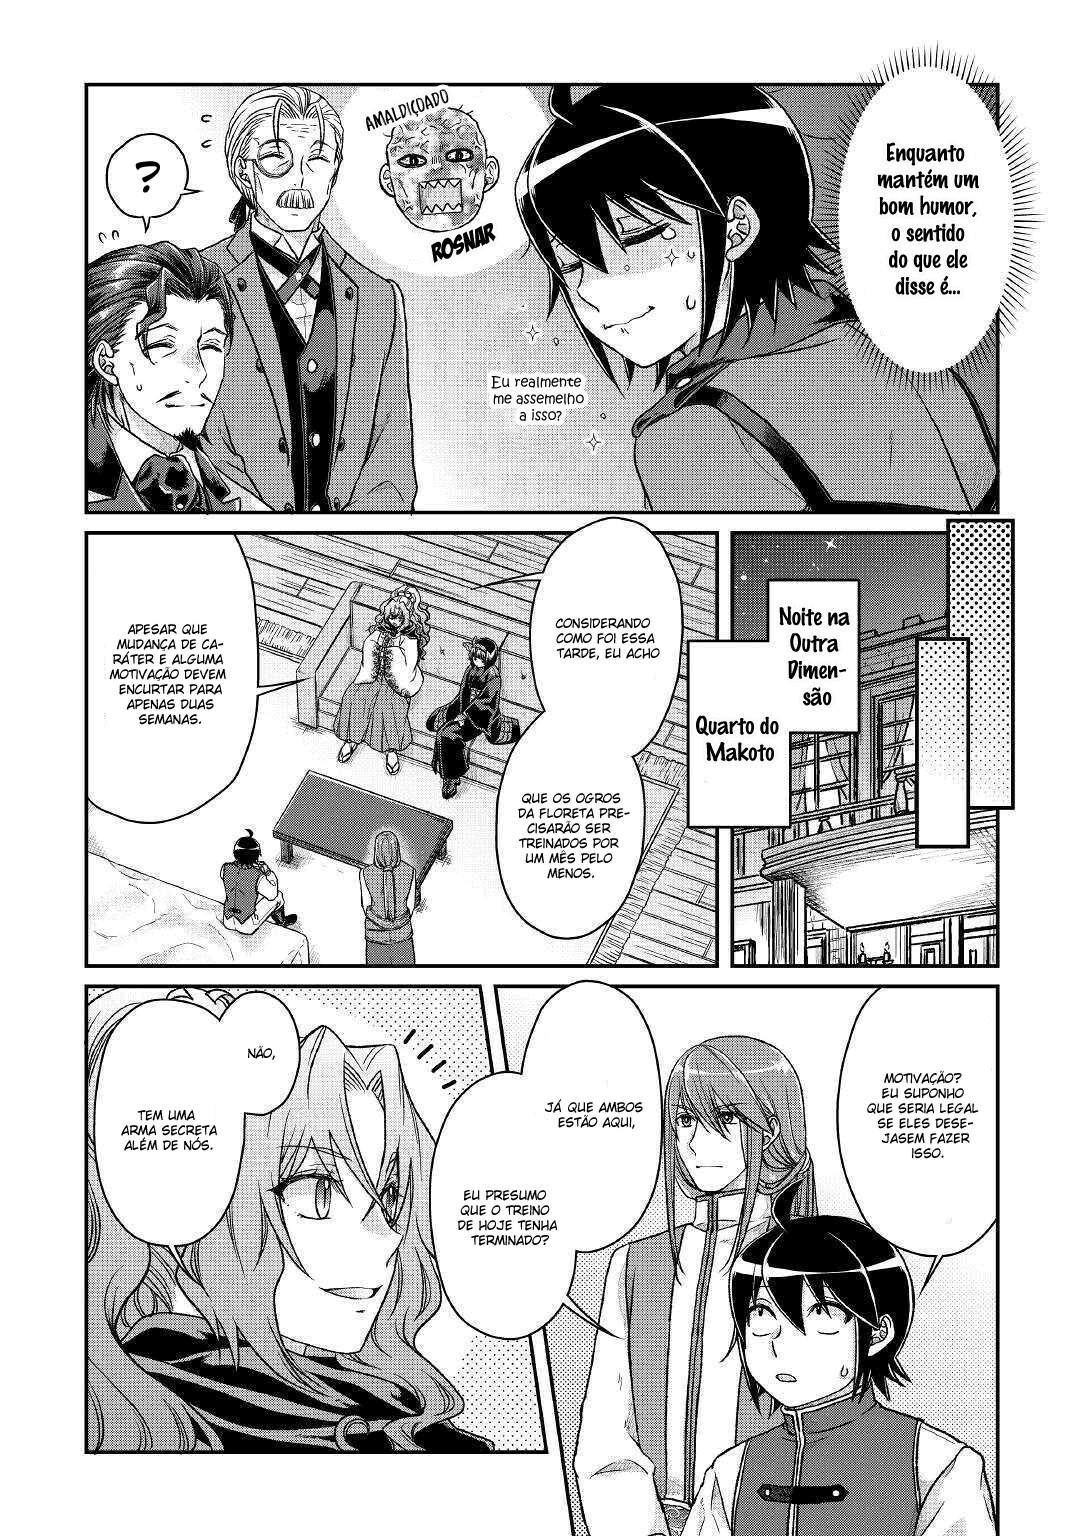 Enquanto
mantém um
bom humor,
o sentido
do que ele
disse é...
AMALDIÇOADO
ROSNAR
?
Eu realmente
me assemelho
a isso?
Noite na
Outra
Dimen-
são
Quarto do
Makoto
CONSIDERANDO
COMO FOI ESSA
TARDE, EU ACHO
QUE OS OGROS
DA FLORETA PRE-
CISARÃO SER
TREINADOS POR
UM MÊS PELO
MENOS.
APESAR QUE
MUDANÇA DE CA-
RÁTER E ALGUMA
MOTIVAÇÃO DEVEM
ENCURTAR PARA
APENAS DUAS
SEMANAS.
MOTIVAÇÃO?
EU SUPONHO
QUE SERIA LEGAL
SE ELES DESE-
JASEM FAZER
ISSO.
JÁ QUE AMBOS
ESTÃO AQUI,
EU PRESUMO
QUE O TREINO
DE HOJE TENHA
TERMINADO?
NÃO,
TEM UMA
ARMA SECRETA
ALÉM DE NÓS.